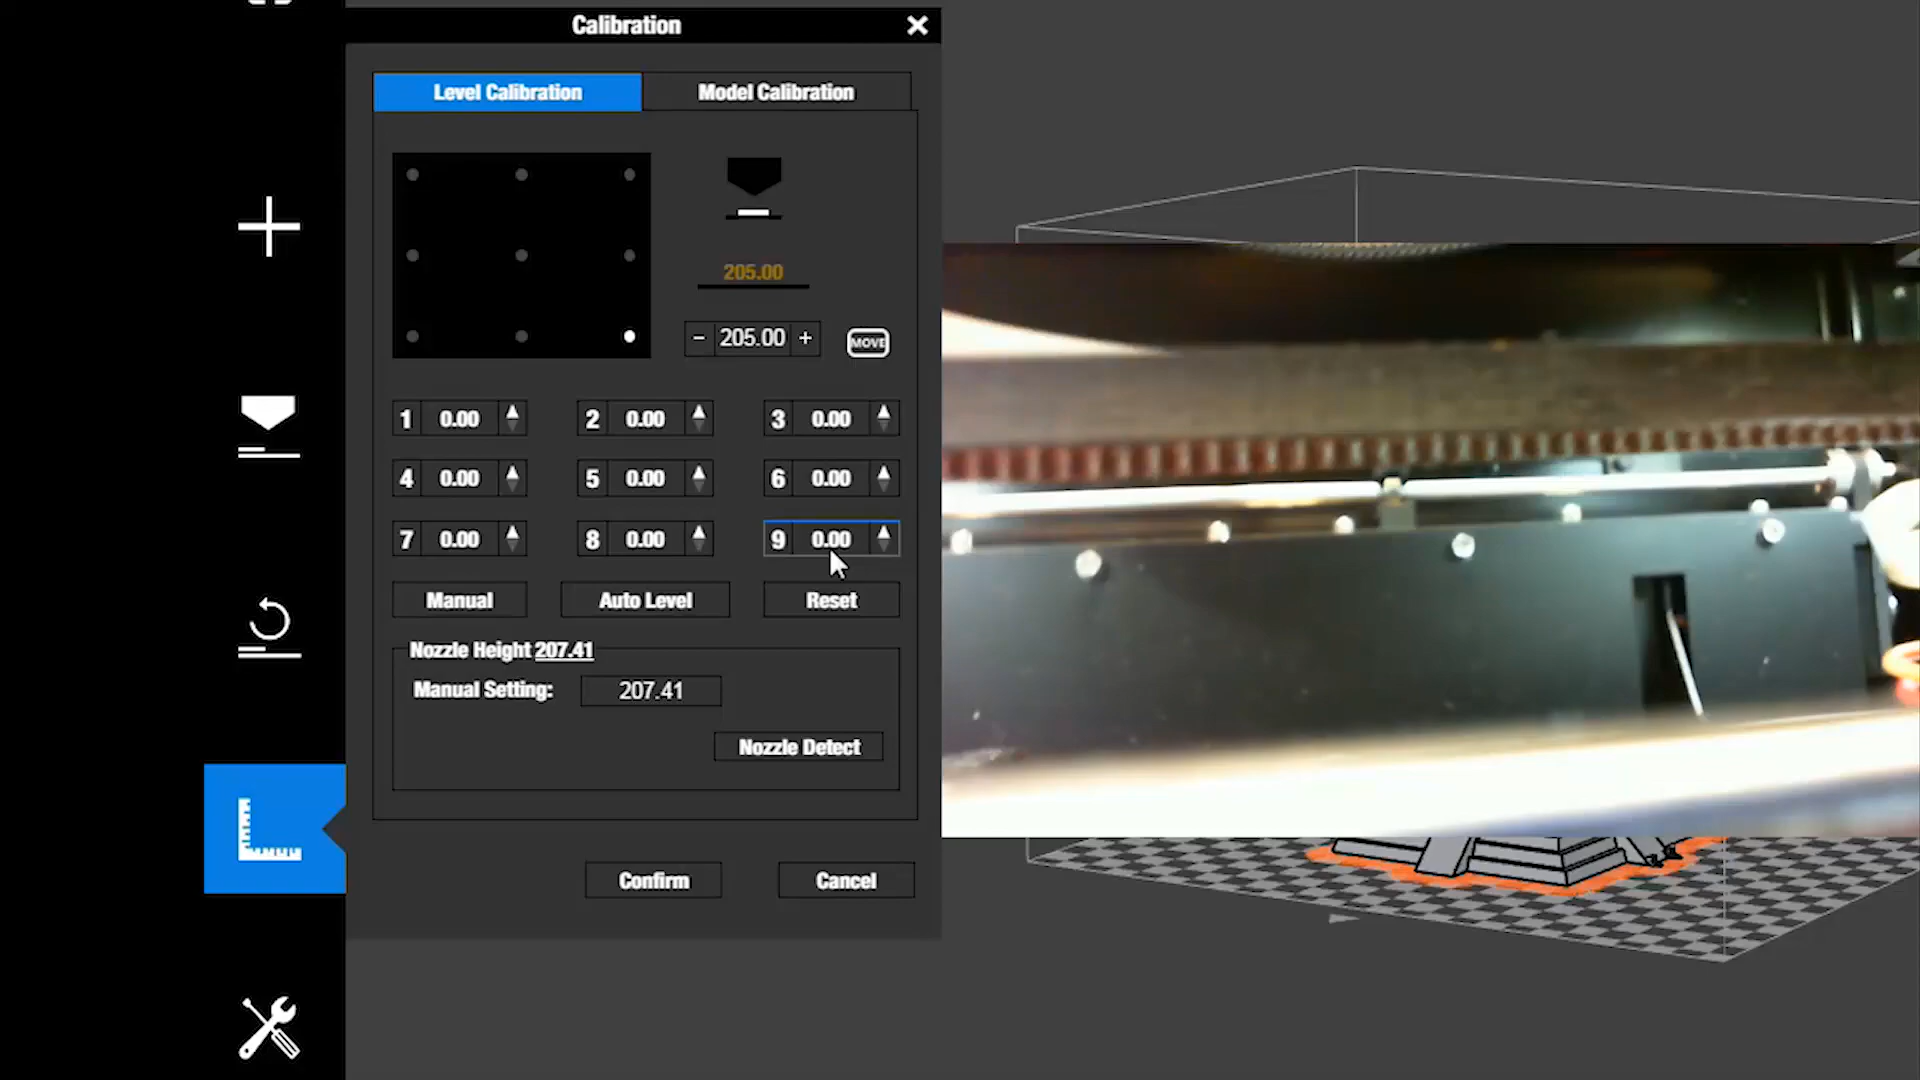 Calibration
Level Calibration
Model Calibration
205.00
− 205.00 +
MOVE
1 0.00
2 0.00
3 0.00
4 0.00
5 0.00
6 0.00
7 0.00
8 0.00
9 0.00
Manual
Auto Level
Reset
Nozzle Height 207.41
Manual Setting: 207.41
Nozzle Detect
Confirm
Cancel